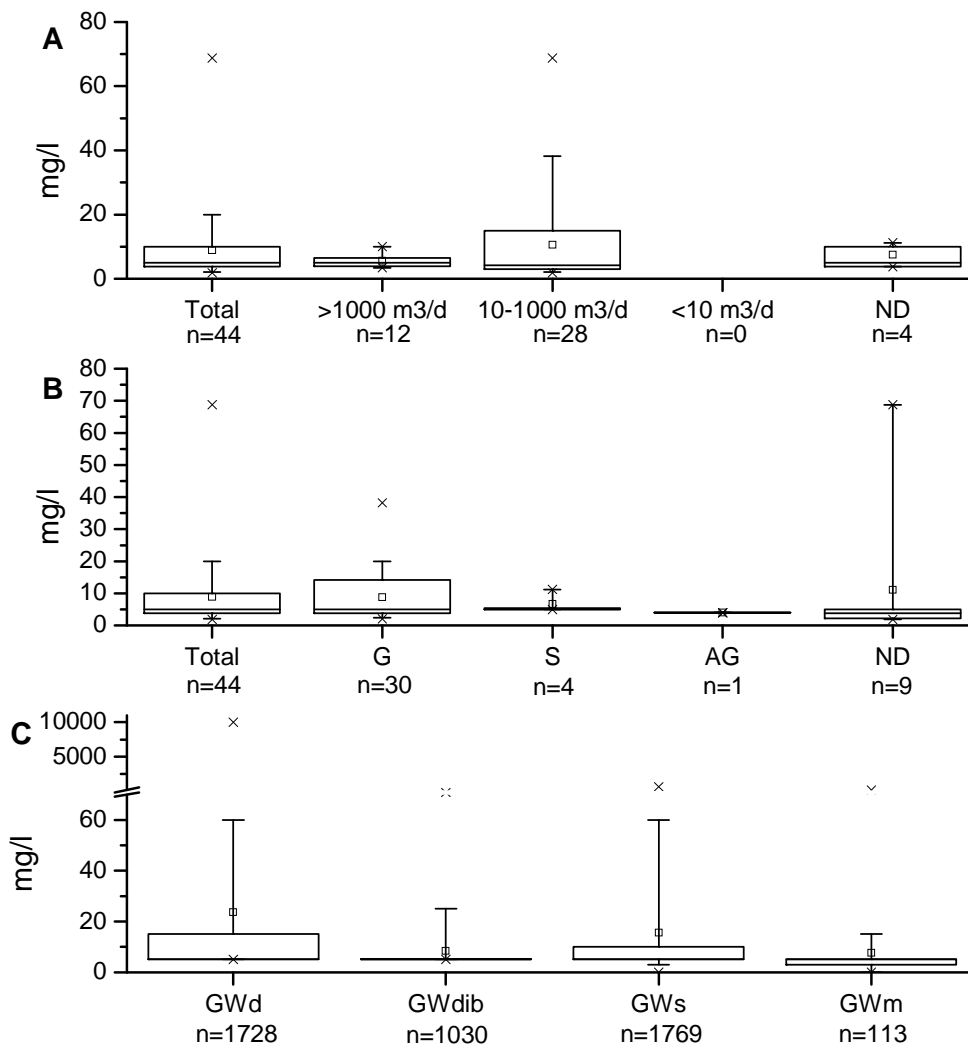 A
80
60
40
20
0
mg/l
Total >1000 m3/d 10-1000 m3/d <10 m3/d ND
n=44 n=12 n=28 n=0 n=4
B
80
70
60
50
40
30
20
10
0
mg/l
Total G S AG ND
n=44 n=30 n=4 n=1 n=9
C
10000
5000
60
40
20
0
mg/l
GWd GWdib GWs GWm
n=1728 n=1030 n=1769 n=113